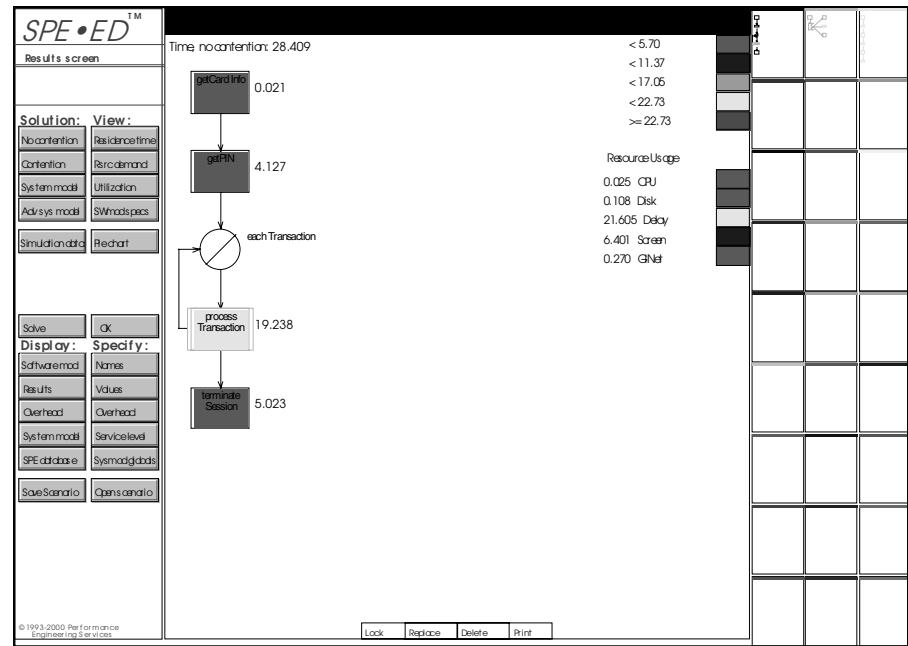 SPE•ED™
Results screen
Solution:
View:
No contention
Residence time
Contention
Rsrc demand
System model
Utilization
Adv sys model
SWmod specs
Simulation data
Pie chart
Solve
OK
Display:
Specify:
Software mod
Names
Results
Values
Overhead
Overhead
System model
Service level
SPE database
Sysmod globals
Save Scenario
Open scenario
© 1993-2000 Performance
Engineering Services
Time, no contention: 28.409
getCard Info
0.021
getPIN
4.127
each Transaction
process
Transaction
19.238
terminate
Session
5.023
< 5.70
< 11.37
< 17.05
< 22.73
>= 22.73
Resource Usage
0.025 CPU
0.108 Disk
21.605 Delay
6.401 Screen
0.270 GINet
Lock
Replace
Delete
Print